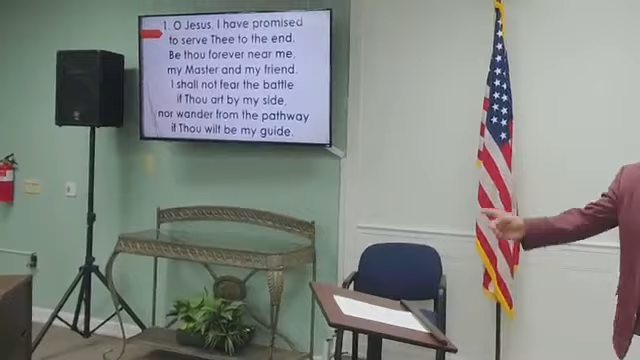 1. O Jesus, I have promised
to serve Thee to the end.
Be thou forever near me,
my Master and my friend.
I shall not fear the battle
if Thou art by my side,
nor wander from the pathway
if Thou wilt be my guide.